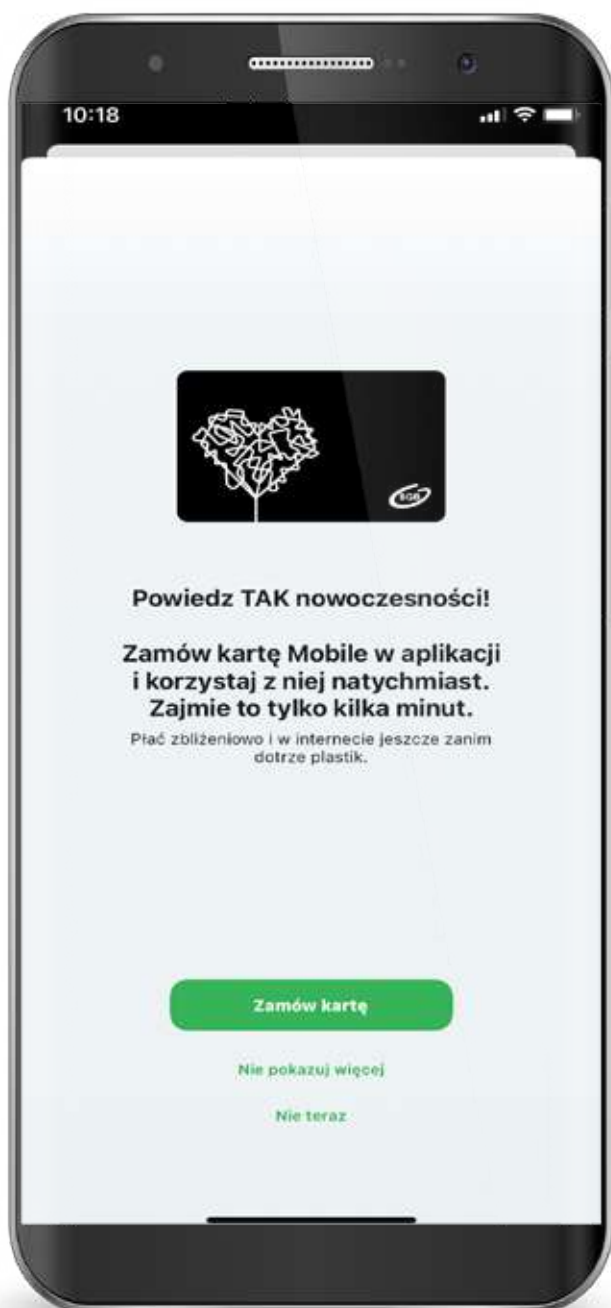 10:18
SGB
Powiedz TAK nowoczesności!
Zamów kartę Mobile w aplikacji
i korzystaj z niej natychmiast.
Zajmie to tylko kilka minut.
Płać zbliżeniowo i w internecie jeszcze zanim
dotrze plastik.
Zamów kartę
Nie pokazuj więcej
Nie teraz